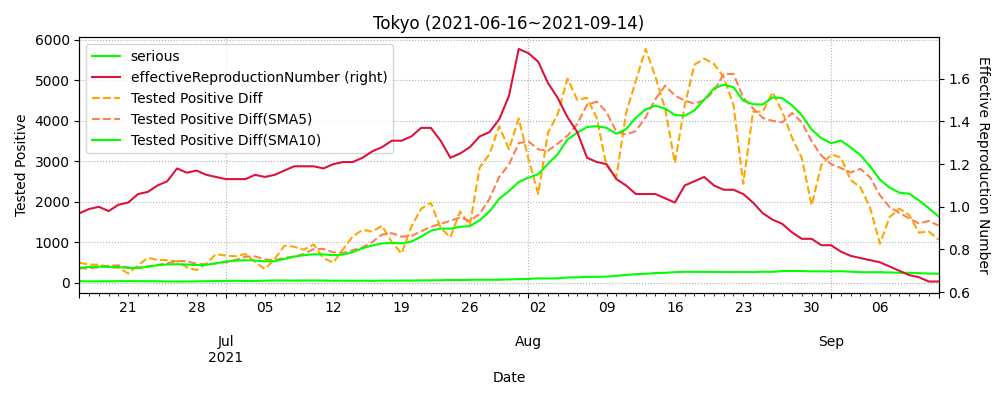 Tokyo (2021-06-16~2021-09-14)
serious
effectiveReproductionNumber (right)
Tested Positive Diff
Tested Positive Diff(SMA5)
Tested Positive Diff(SMA10)
Tested Positive
6000
5000
4000
3000
2000
1000
0
1.6
1.4
1.2
1.0
0.8
0.6
Effective Reproduction Number
21 28 05 12 19 26 02 09 16 23 30 06
Jul Aug Sep
2021
Date